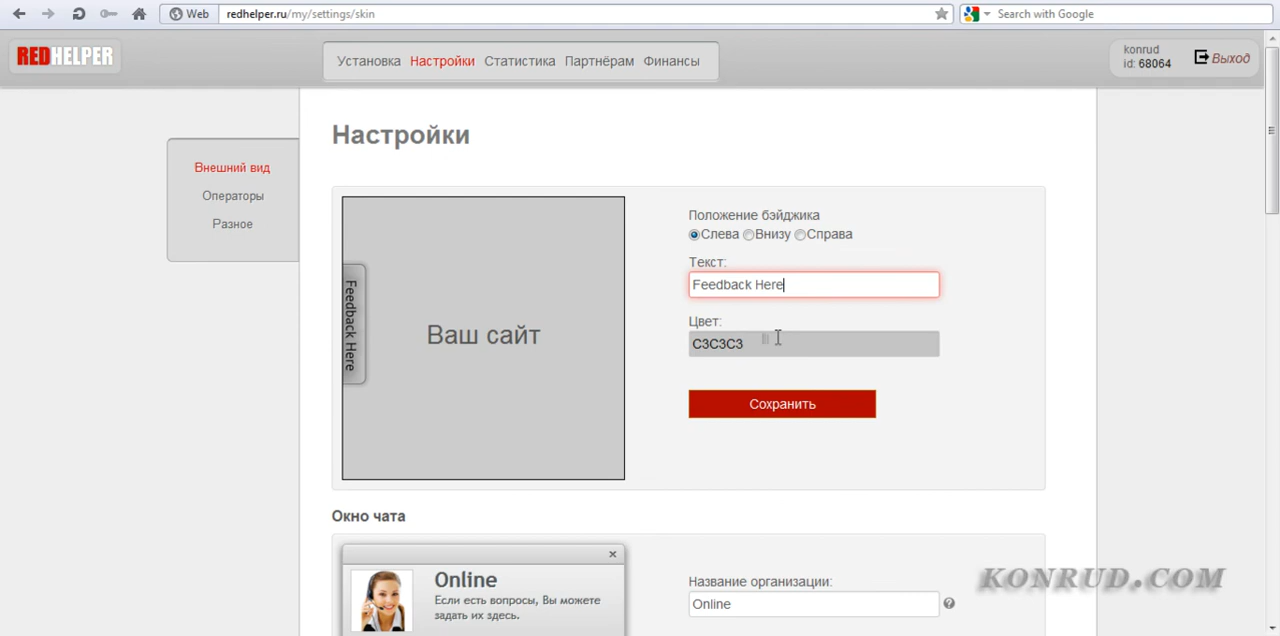 Web
redhelper.ru/my/settings/skin
Search with Google
REDHELPER
Установка Настройки Статистика Партнёрам Финансы
konrud
id: 68064
Выход
Настройки
Внешний вид
Операторы
Разное
Feedback Here
Ваш сайт
Положение бэйджика
Слева Внизу Справа
Текст:
Feedback Here
Цвет:
C3C3C3
Сохранить
Окно чата
Online
Если есть вопросы, Вы можете
задать их здесь.
Название организации:
Online
KONRUD.COM